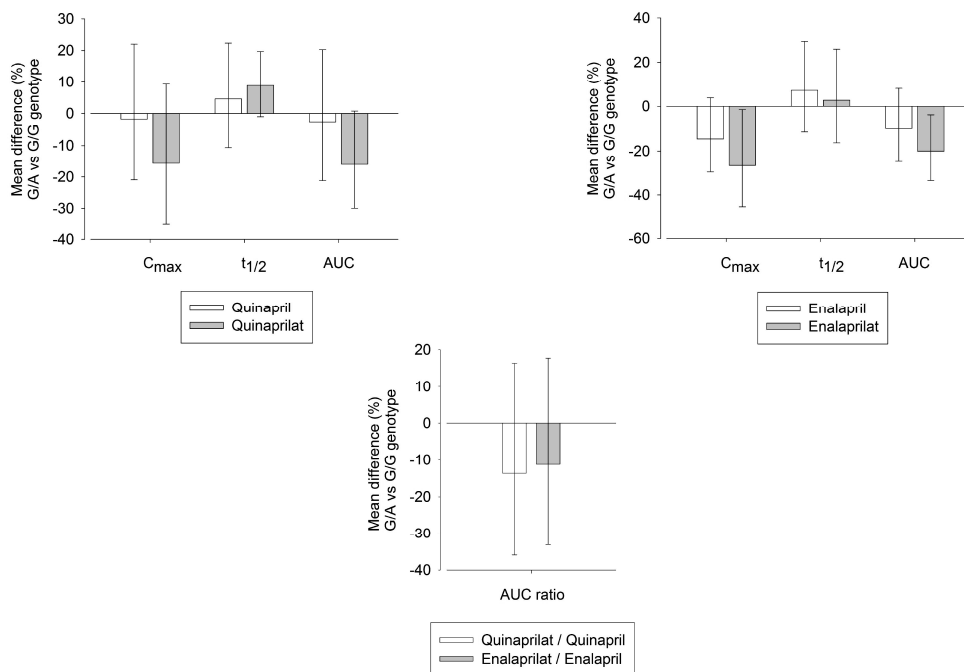 30
20
10
0
-10
-20
-30
-40
Mean difference (%)
G/A vs G/G genotype
Cmax
t1/2
AUC
Quinapril
Quinaprilat
40
20
0
-20
-40
-60
Mean difference (%)
G/A vs G/G genotype
Cmax
t1/2
AUC
Enalapril
Enalaprilat
20
10
0
-10
-20
-30
-40
Mean difference (%)
G/A vs G/G genotype
AUC ratio
Quinaprilat / Quinapril
Enalaprilat / Enalapril